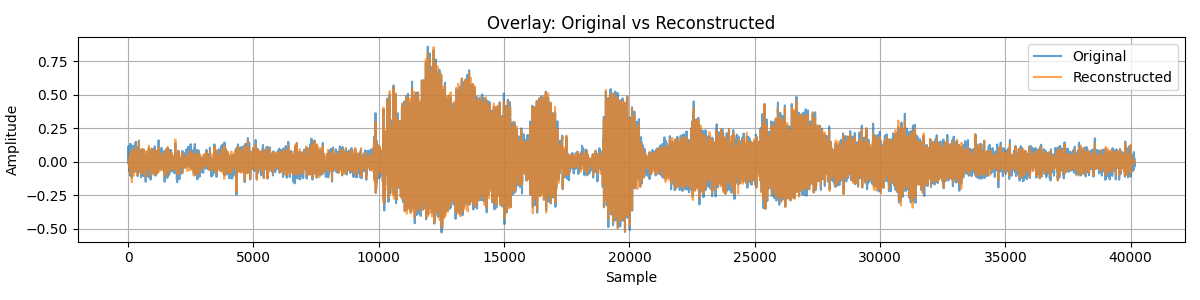 Overlay: Original vs Reconstructed
Amplitude
0.75
0.50
0.25
0.00
−0.25
−0.50
Original
Reconstructed
0 5000 10000 15000 20000 25000 30000 35000 40000
Sample